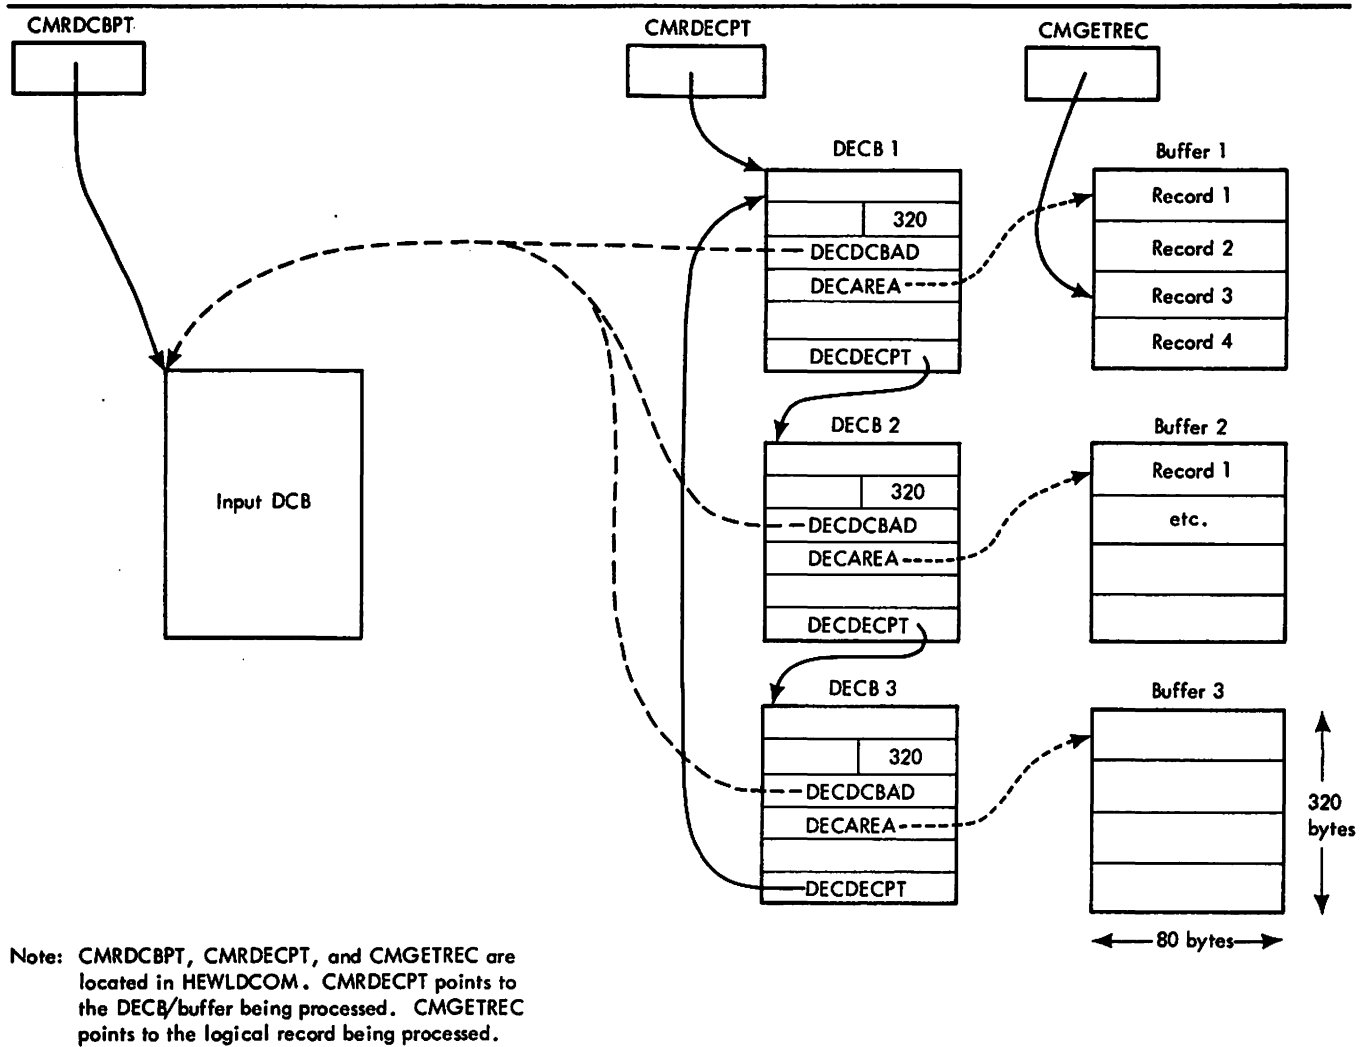 CMRDCBPT
CMRDECPT
CMGETREC
DECB 1
320
DECDCBAD
DECAREA
DECDECPT
Buffer 1
Record 1
Record 2
Record 3
Record 4
Input DCB
DECB 2
320
DECDCBAD
DECAREA
DECDECPT
Buffer 2
Record 1
etc.
DECB 3
320
DECDCBAD
DECAREA
DECDECPT
Buffer 3
320
bytes
80 bytes
Note: CMRDCBPT, CMRDECPT, and CMGETREC are
located in HEWLDCOM. CMRDECPT points to
the DECB/buffer being processed. CMGETREC
points to the logical record being processed.